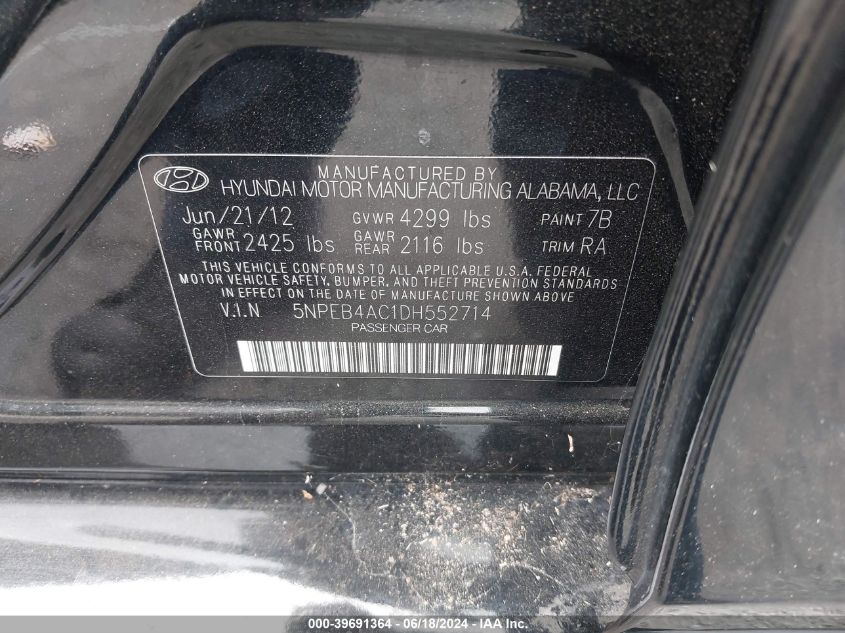 MANUFACTURED BY
HYUNDAI MOTOR MANUFACTURING ALABAMA, LLC
Jun/21/12 GVWR 4299 lbs PAINT 7B
GAWR FRONT 2425 lbs GAWR REAR 2116 lbs TRIM RA
THIS VEHICLE CONFORMS TO ALL APPLICABLE U.S.A. FEDERAL
MOTOR VEHICLE SAFETY, BUMPER, AND THEFT PREVENTION STANDARDS
IN EFFECT ON THE DATE OF MANUFACTURE SHOWN ABOVE
V.I.N 5NPEB4AC1DH552714
PASSENGER CAR
000-39691364 - 06/18/2024 - IAA Inc.